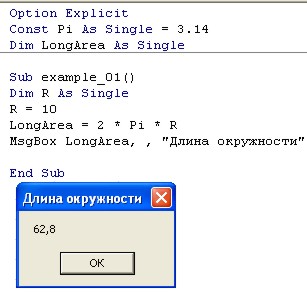 Option Explicit
Const Pi As Single = 3.14
Dim LongArea As Single
Sub example_01()
Dim R As Single
R = 10
LongArea = 2 * Pi * R
MsgBox LongArea, , "Длина окружности"
End Sub
Длина окружности
62,8
OK